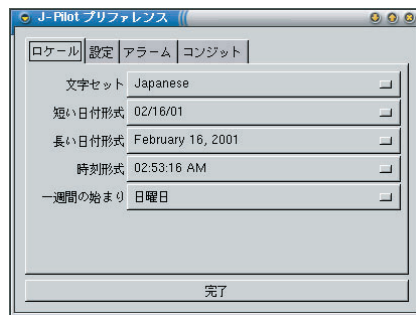 J-Pilot プリファレンス
ロケール 設定 アラーム コンジット
文字セット Japanese
短い日付形式 02/16/01
長い日付形式 February 16, 2001
時刻形式 02:53:16 AM
一週間の始まり 日曜日
完了